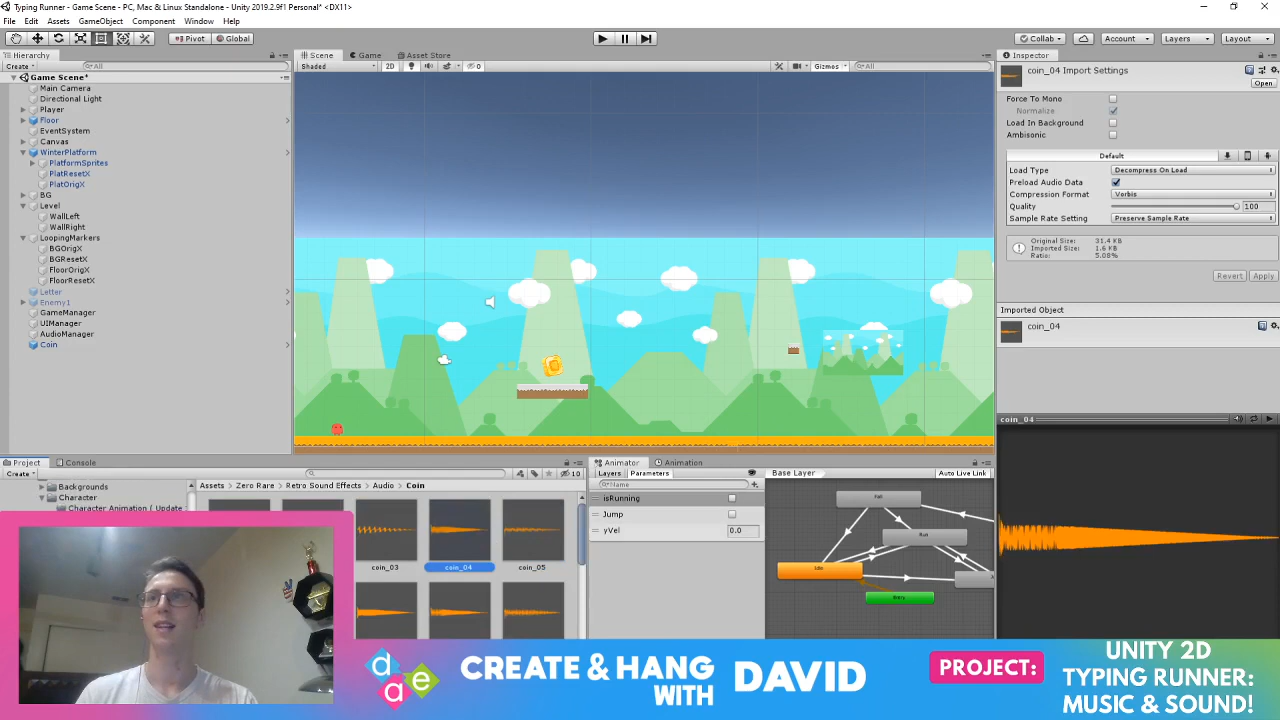 Typing Runner - Game Scene - PC, Mac & Linux Standalone - Unity 2019.2.9f1 Personal* <DX11>
File Edit Assets GameObject Component Window Help
Pivot Global Collab Account Layers Layout
Hierarchy
Create All
Game Scene*
Main Camera
Directional Light
Player
Floor
EventSystem
Canvas
WinterPlatform
PlatformSprites
PlatResetX
PlatOrigX
BG
Level
WallLeft
WallRight
LoopingMarkers
BGOrigX
BGResetX
FloorOrigX
FloorResetX
Letter
Enemy1
GameManager
UIManager
AudioManager
Coin
Scene Game Asset Store
Shaded 2D 0 Gizmos All
Inspector
coin_04 Import Settings
Open
Force To Mono
Normalize
Load In Background
Ambisonic
Default
Load Type Decompress On Load
Preload Audio Data
Compression Format Vorbis
Quality 100
Sample Rate Setting Preserve Sample Rate
Original Size: 31.4 KB
Imported Size: 1.6 KB
Ratio: 5.09%
Revert Apply
Imported Object
coin_04
coin_04
Project Console
Create 10
Backgrounds
Character
Character Animation ( Update
Assets Zero Rare Retro Sound Effects Audio Coin
coin_03 coin_04 coin_05
Animator Animation
Layers Parameters Base Layer Auto Live Link
Name
isRunning
Jump
yVel 0.0
Fall
Run
Idle
Entry
dae
CREATE & HANG
WITH DAVID
PROJECT:
UNITY 2D
TYPING RUNNER:
MUSIC & SOUND!